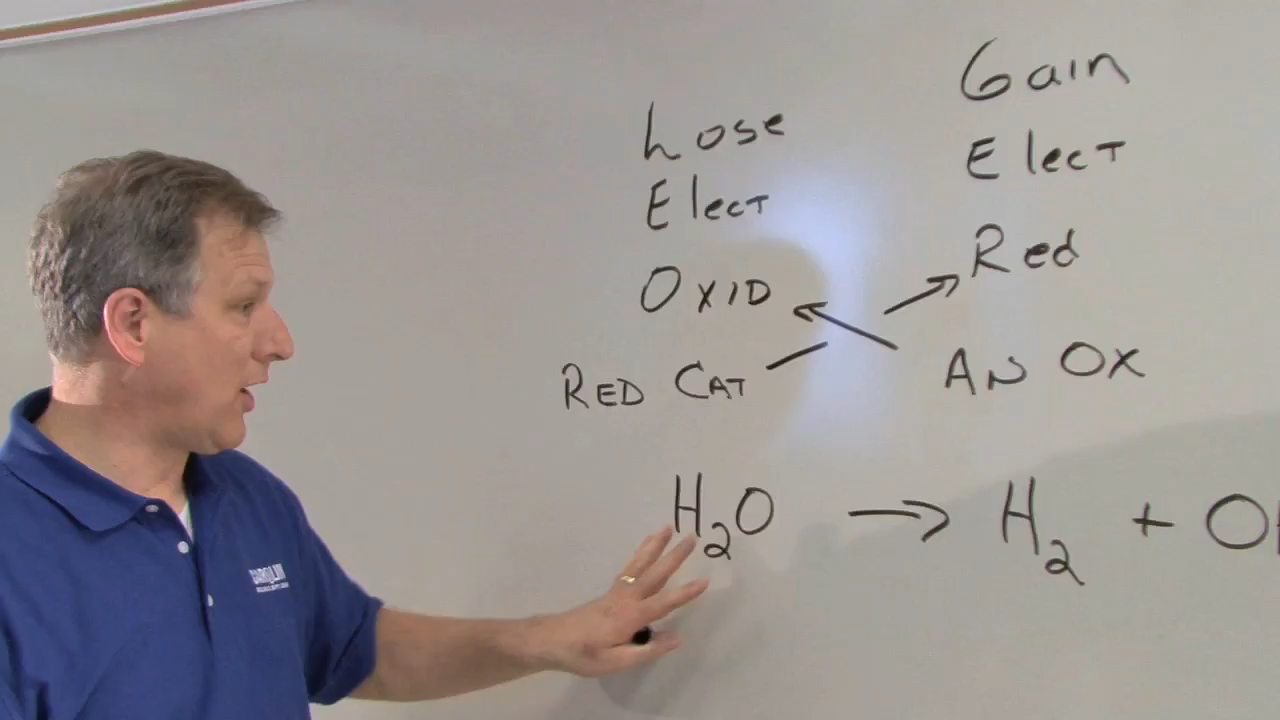 Lose
Elect
Oxid
Red Cat
Gain
Elect
Red
An Ox
H₂O → H₂ + O